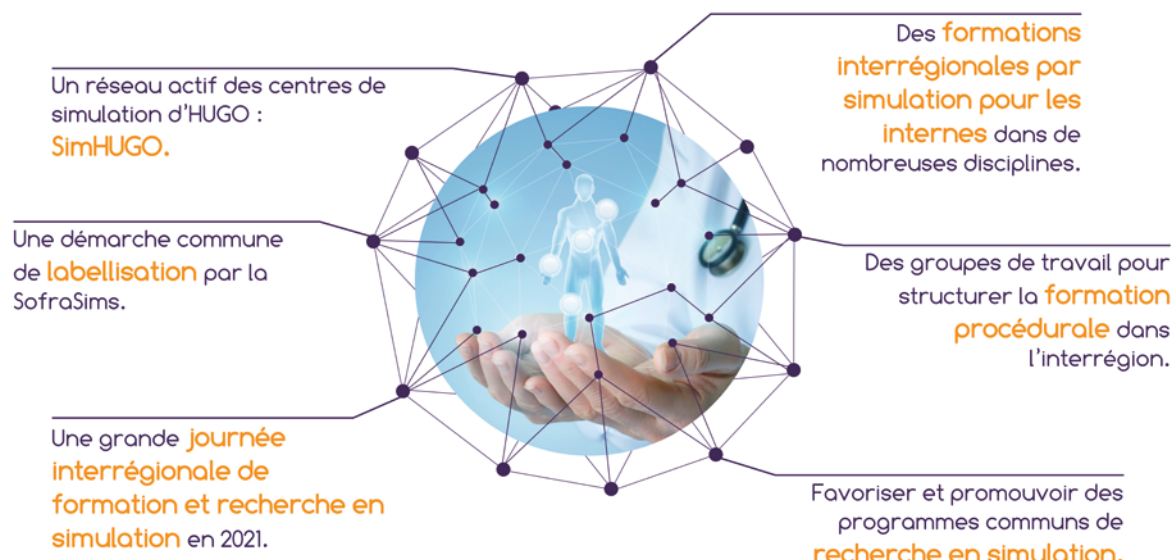 Un réseau actif des centres de
simulation d'HUGO :
SimHUGO.
Une démarche commune
de labellisation par la
SofraSims.
Une grande journée
interrégionale de
formation et recherche en
simulation en 2021.
Des formations
interrégionales par
simulation pour les
internes dans de
nombreuses disciplines.
Des groupes de travail pour
structurer la formation
procédurale dans
l'interrégion.
Favoriser et promouvoir des
programmes communs de
recherche en simulation.